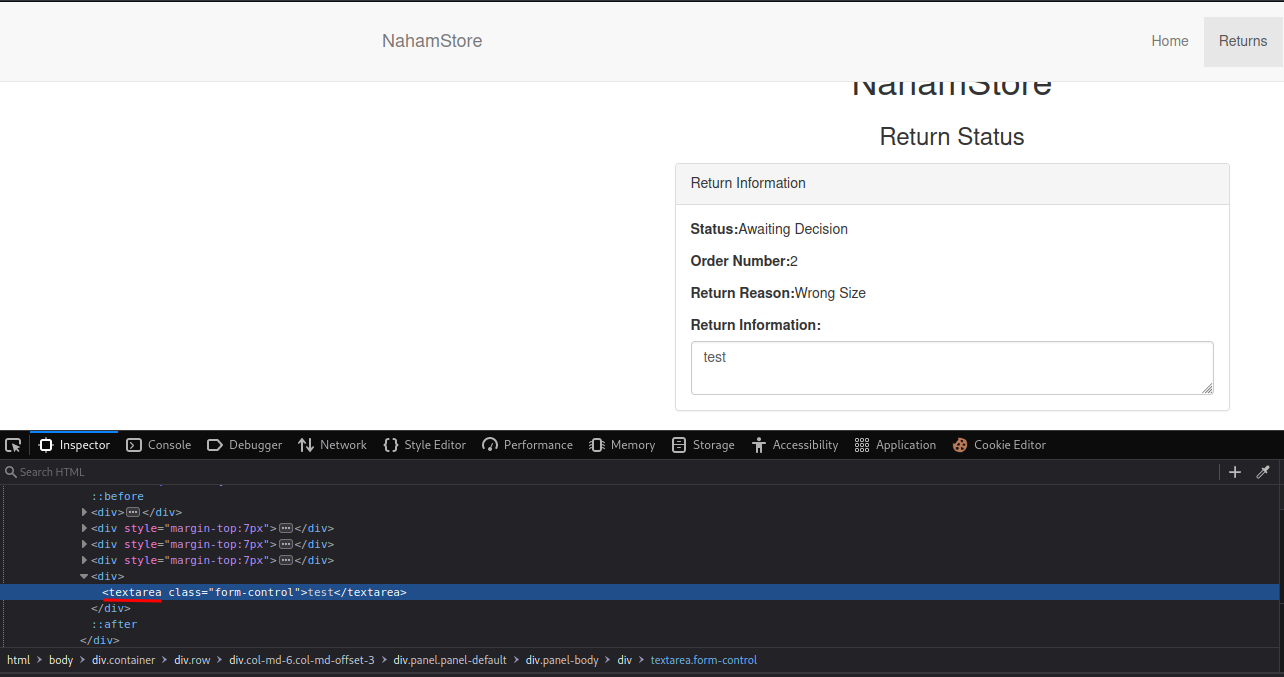 NahamStore Home Returns
NahamStore
Return Status
Return Information
Status:Awaiting Decision
Order Number:2
Return Reason:Wrong Size
Return Information:
test
Inspector Console Debugger Network Style Editor Performance Memory Storage Accessibility Application Cookie Editor
Search HTML
::before
<div></div>
<div style="margin-top:7px"></div>
<div style="margin-top:7px"></div>
<div style="margin-top:7px"></div>
<div>
<textarea class="form-control">test</textarea>
</div>
::after
</div>
html > body > div.container > div.row > div.col-md-6.col-md-offset-3 > div.panel.panel-default > div.panel-body > div > textarea.form-control